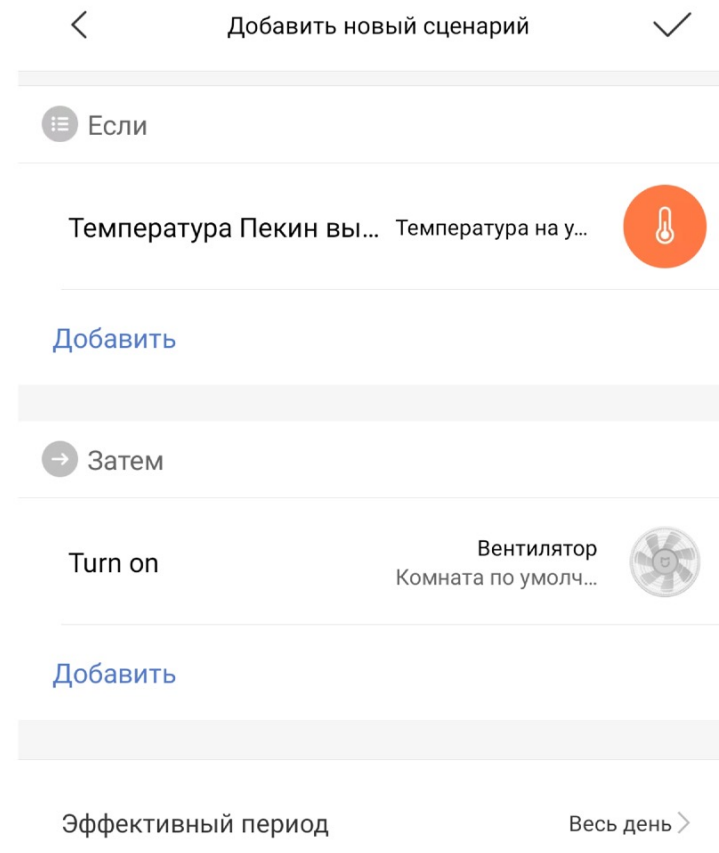 Добавить новый сценарий
Если
Температура Пекин вы... Температура на у...
Добавить
Затем
Turn on
Вентилятор
Комната по умолч...
Добавить
Эффективный период Весь день